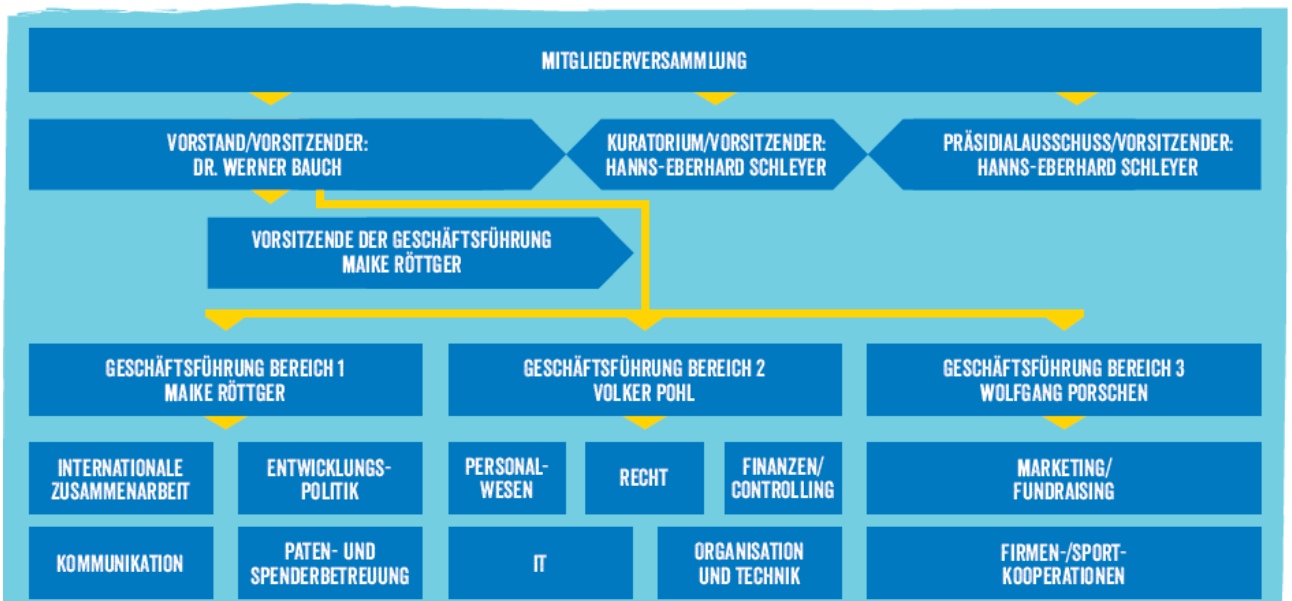 MITGLIEDERVERSAMMLUNG
VORSTAND/VORSITZENDER:
DR. WERNER BAUCH
KURATORIUM/VORSITZENDER:
HANNS-EBERHARD SCHLEYER
PRÄSIDIALAUSSCHUSS/VORSITZENDER:
HANNS-EBERHARD SCHLEYER
VORSITZENDE DER GESCHÄFTSFÜHRUNG
MAIKE RÖTTGER
GESCHÄFTSFÜHRUNG BEREICH 1
MAIKE RÖTTGER
GESCHÄFTSFÜHRUNG BEREICH 2
VOLKER POHL
GESCHÄFTSFÜHRUNG BEREICH 3
WOLFGANG PORSCHEN
INTERNATIONALE
ZUSAMMENARBEIT
ENTWICKLUNGS-
POLITIK
PERSONAL-
WESEN
RECHT
FINANZEN/
CONTROLLING
MARKETING/
FUNDRAISING
KOMMUNIKATION
PATEN- UND
SPENDERBETREUUNG
IT
ORGANISATION
UND TECHNIK
FIRMEN-/SPORT-
KOOPERATIONEN